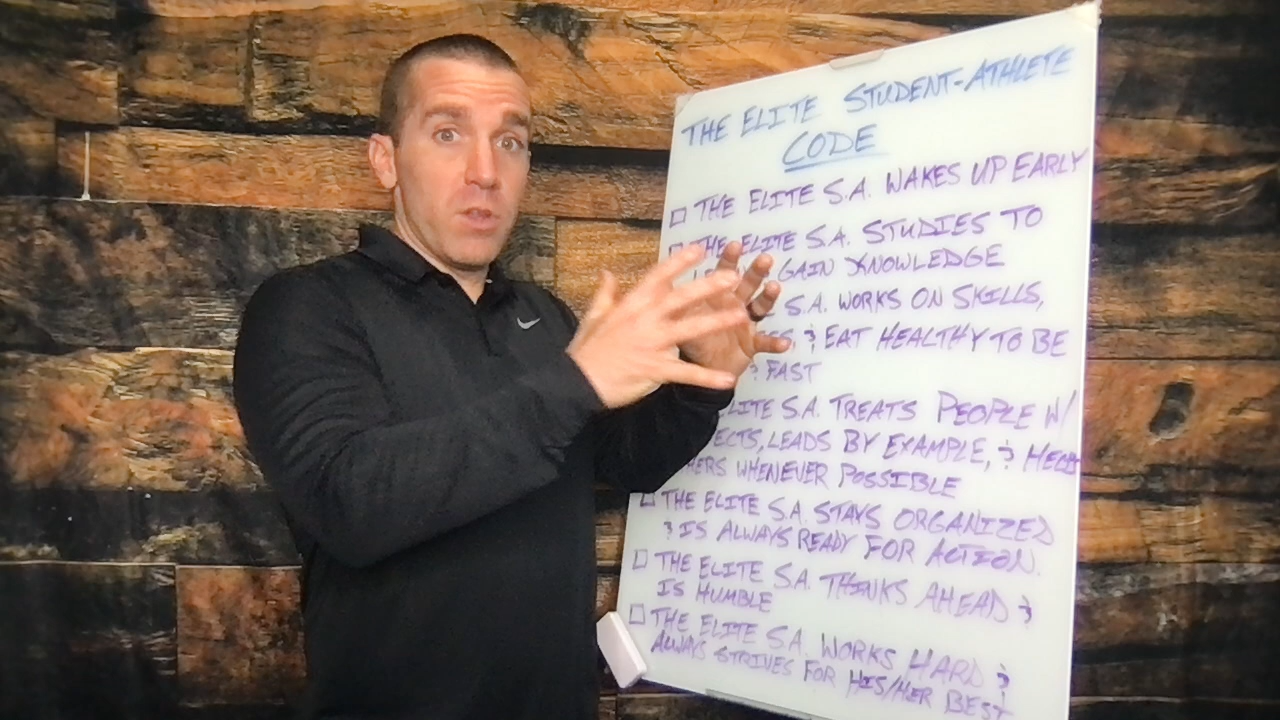 THE ELITE STUDENT-ATHLETE
CODE
THE ELITE S.A. WAKES UP EARLY
THE ELITE S.A. STUDIES TO
GAIN KNOWLEDGE
S.A. WORKS ON SKILLS,
& EAT HEALTHY TO BE
& FAST
ELITE S.A. TREATS PEOPLE W/
LEADS BY EXAMPLE, & HELPS
WHENEVER POSSIBLE
THE ELITE S.A. STAYS ORGANIZED
& IS ALWAYS READY FOR ACTION.
THE ELITE S.A. THINKS AHEAD &
IS HUMBLE
THE ELITE S.A. WORKS HARD &
ALWAYS STRIVES FOR HIS/HER BEST